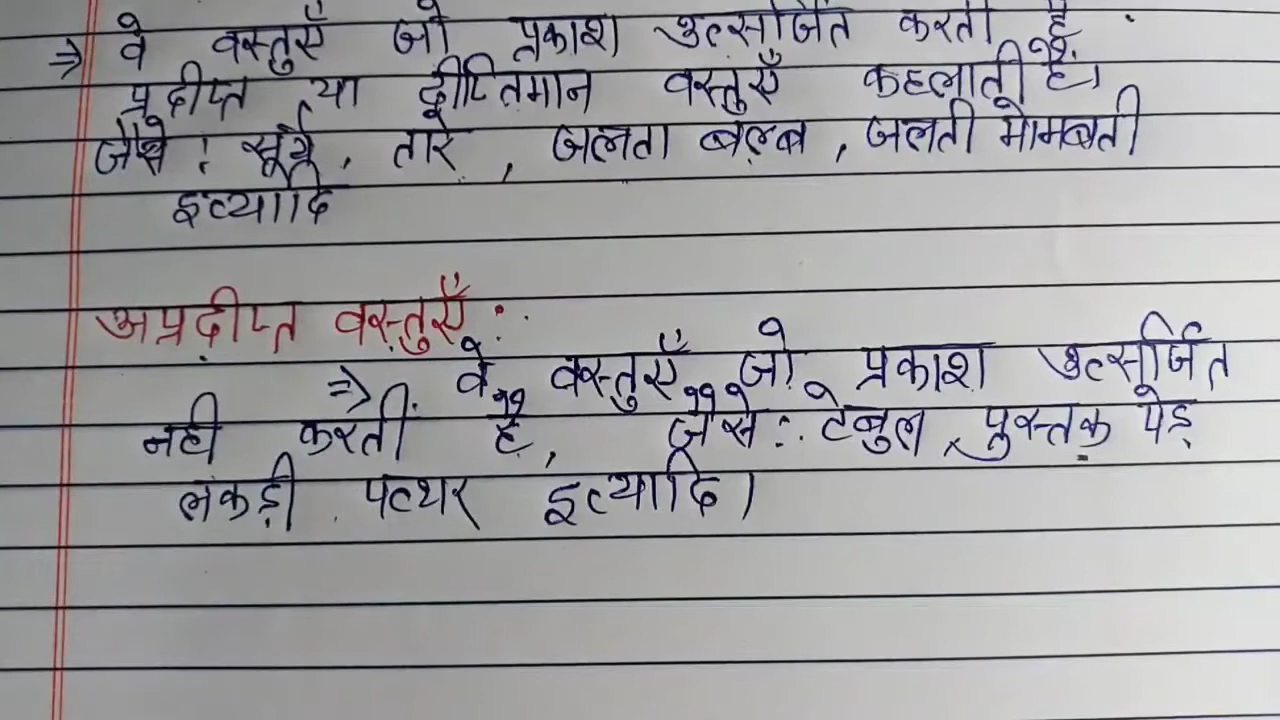 ⇒ वे वस्तुएँ जो प्रकाश उत्सर्जित करती है
प्रदीप्त या दीप्तिमान वस्तुएँ कहलाती है।
जैसे : सूर्य, तारे, जलता बल्ब, जलती मोमबती
इत्यादि
अप्रदीप्त वस्तुएँ :
⇒ वे वस्तुएँ जो प्रकाश उत्सर्जित
नही करती है, जैसे : टेबुल, पुस्तक पेड़
लकड़ी पत्थर इत्यादि।